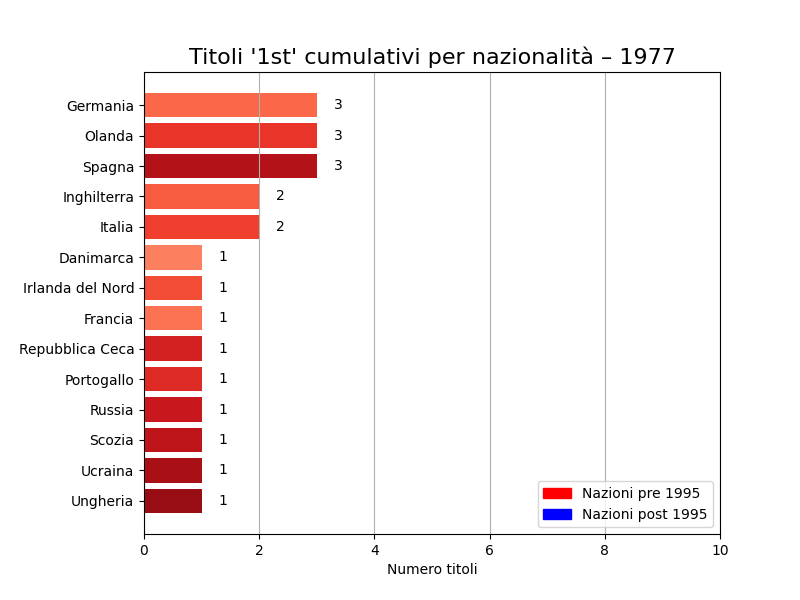 Titoli '1st' cumulativi per nazionalità – 1977
Germania 3
Olanda 3
Spagna 3
Inghilterra 2
Italia 2
Danimarca 1
Irlanda del Nord 1
Francia 1
Repubblica Ceca 1
Portogallo 1
Russia 1
Scozia 1
Ucraina 1
Ungheria 1
Nazioni pre 1995
Nazioni post 1995
0 2 4 6 8 10
Numero titoli